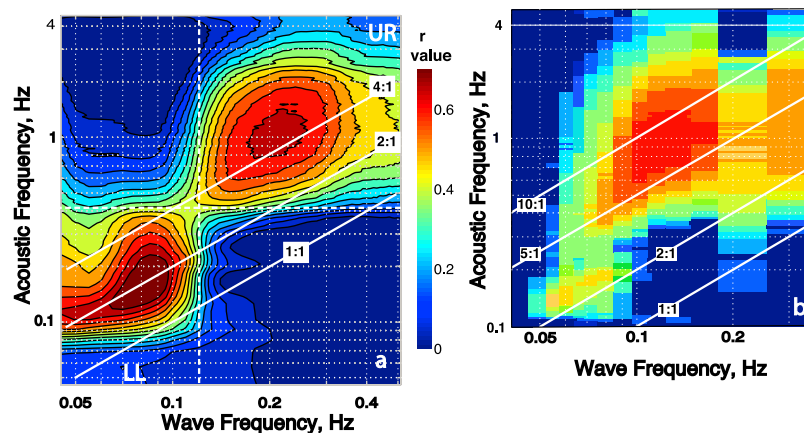 4
UR
r
value
4:1
0.6
1
2:1
0.4
1:1
0.2
0.1
LL
a
0
0.05
0.1
0.2
0.4
Wave Frequency, Hz
Acoustic Frequency, Hz
4
1
10:1
5:1
2:1
1:1
b
0.1
0.05
0.1
0.2
Wave Frequency, Hz
Acoustic Frequency, Hz